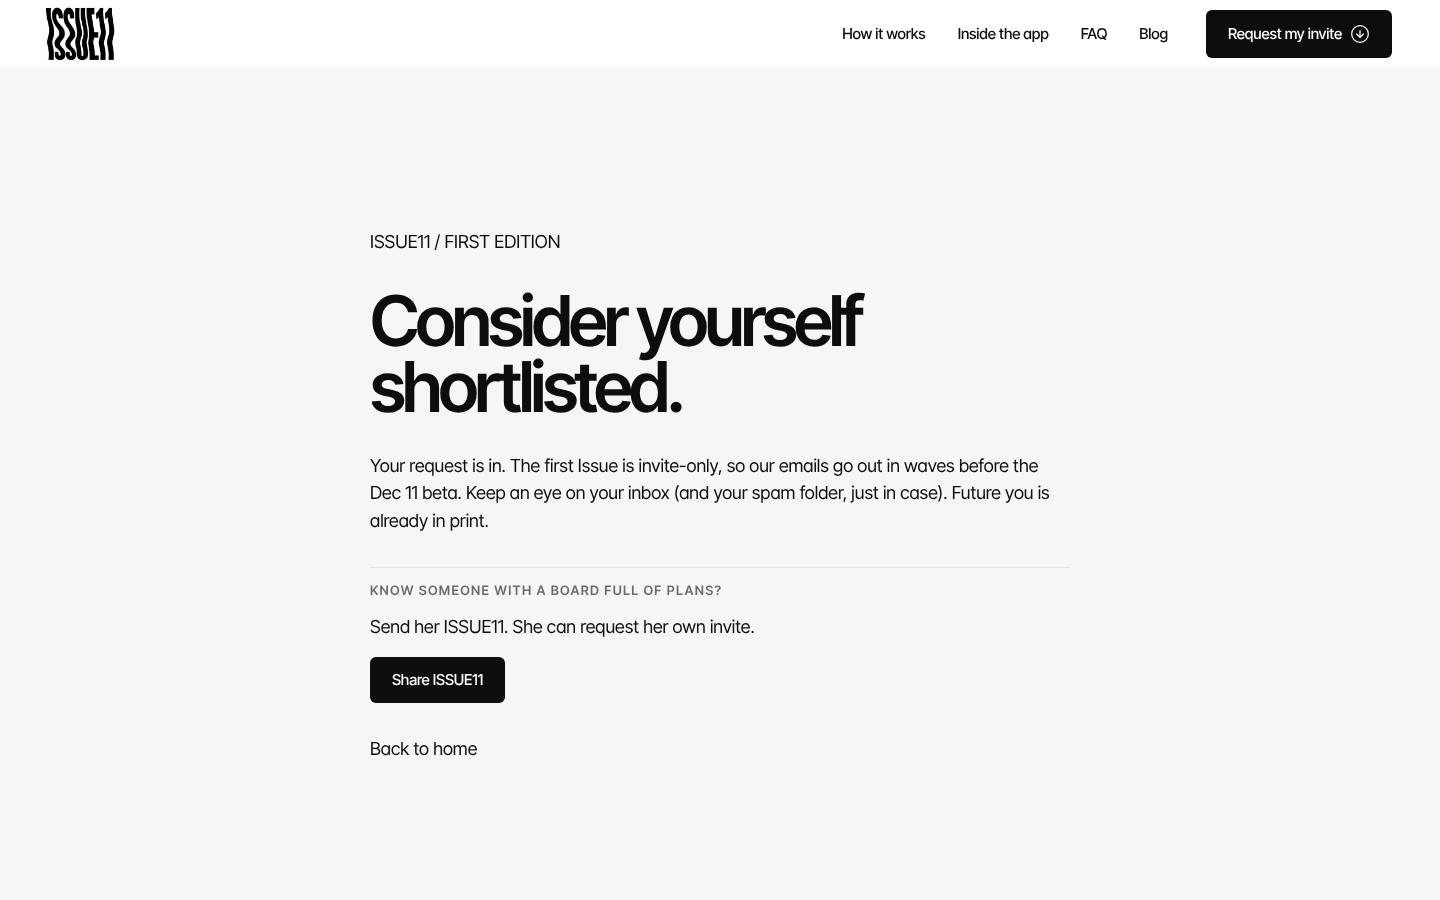 ISSUE11
How it works
Inside the app
FAQ
Blog
Request my invite
ISSUE11 / FIRST EDITION
Consider yourself
shortlisted.
Your request is in. The first Issue is invite-only, so our emails go out in waves before the
Dec 11 beta. Keep an eye on your inbox (and your spam folder, just in case). Future you is
already in print.
KNOW SOMEONE WITH A BOARD FULL OF PLANS?
Send her ISSUE11. She can request her own invite.
Share ISSUE11
Back to home